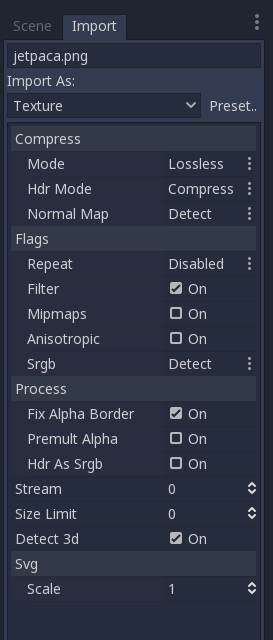 Scene Import
jetpaca.png
Import As:
Texture Preset..
Compress
Mode Lossless
Hdr Mode Compress
Normal Map Detect
Flags
Repeat Disabled
Filter On
Mipmaps On
Anisotropic On
Srgb Detect
Process
Fix Alpha Border On
Premult Alpha On
Hdr As Srgb On
Stream 0
Size Limit 0
Detect 3d On
Svg
Scale 1